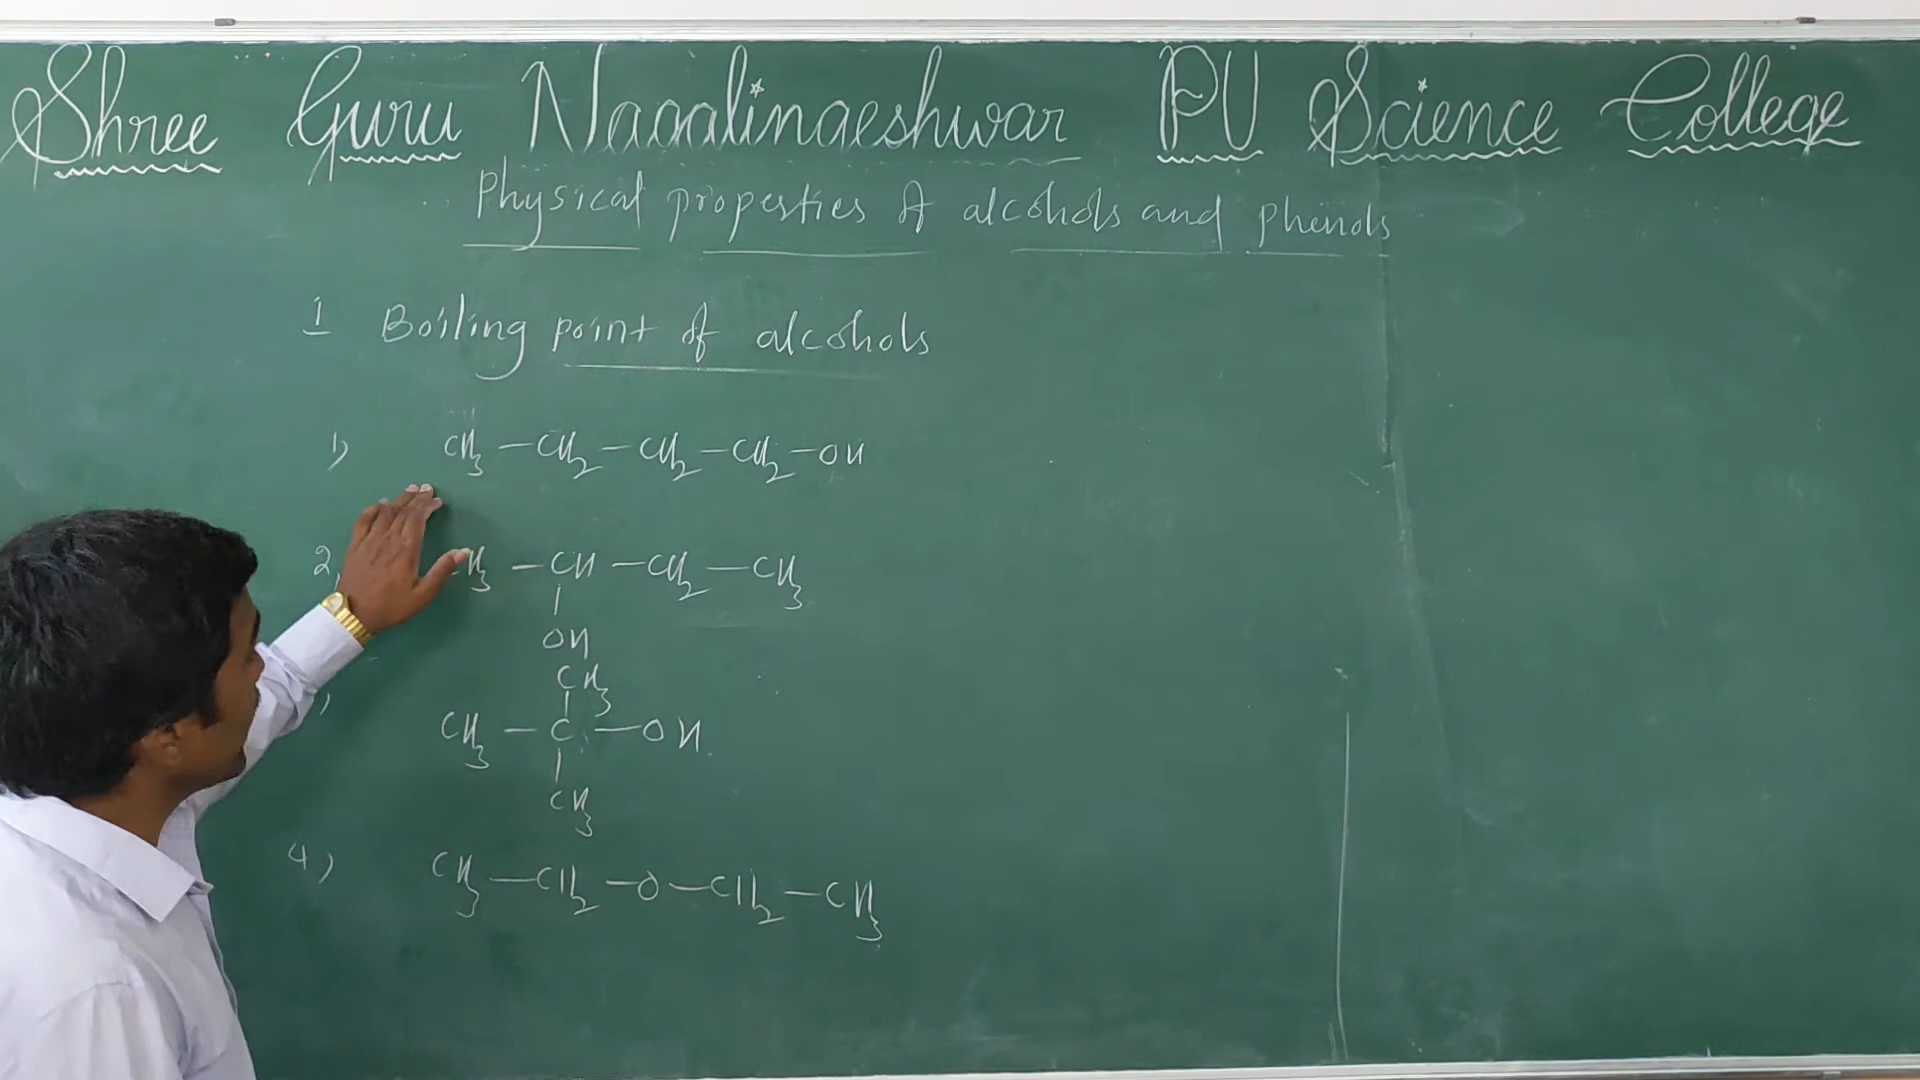 Shree Guru Nagalingeshwar PU Science College
Physical properties of alcohols and phenols
1 Boiling point of alcohols
1) CH3 - CH2 - CH2 - CH2 - OH
2) CH3 - CH - CH2 - CH3
|
OH
CH3
|
) CH3 - C - OH
|
CH3
4) CH3 - CH2 - O - CH2 - CH3